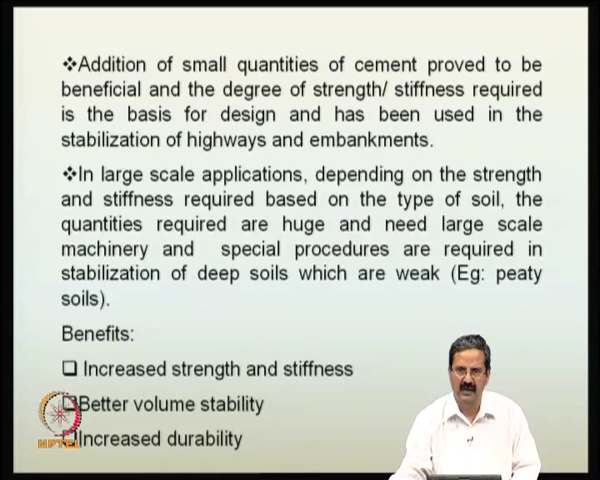 ❖Addition of small quantities of cement proved to be
beneficial and the degree of strength/ stiffness required
is the basis for design and has been used in the
stabilization of highways and embankments.
❖In large scale applications, depending on the strength
and stiffness required based on the type of soil, the
quantities required are huge and need large scale
machinery and special procedures are required in
stabilization of deep soils which are weak (Eg: peaty
soils).
Benefits:
❑ Increased strength and stiffness
❑Better volume stability
❑Increased durability
NPTEL